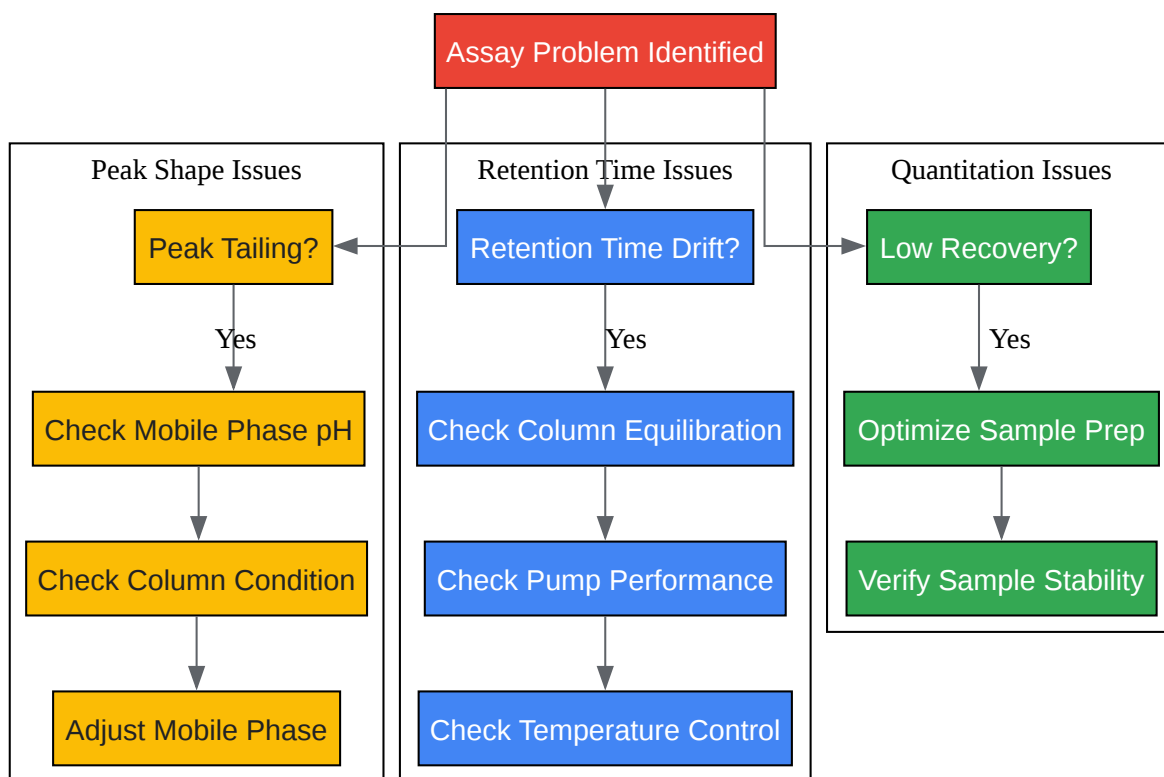 Assay Problem Identified
Peak Shape Issues
Peak Tailing?
Yes
Check Mobile Phase pH
Check Column Condition
Adjust Mobile Phase
Retention Time Issues
Retention Time Drift?
Yes
Check Column Equilibration
Check Pump Performance
Check Temperature Control
Quantitation Issues
Low Recovery?
Yes
Optimize Sample Prep
Verify Sample Stability